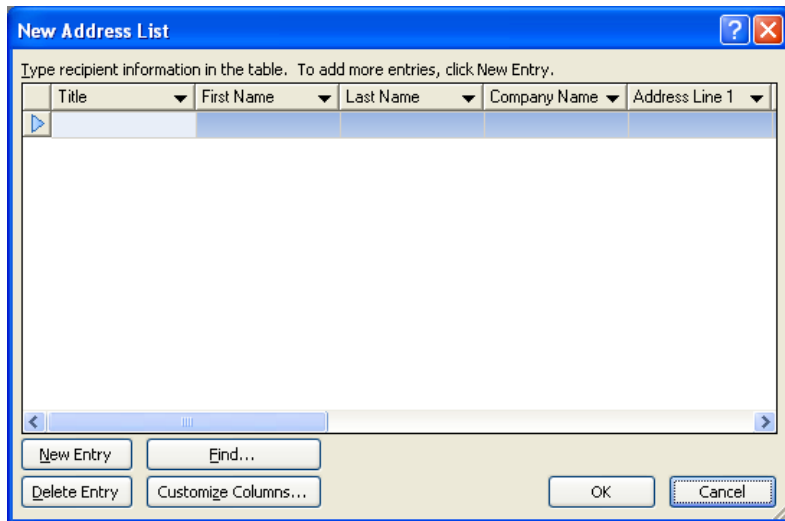 New Address List
Type recipient information in the table. To add more entries, click New Entry.
Title First Name Last Name Company Name Address Line 1
New Entry Find...
Delete Entry Customize Columns... OK Cancel